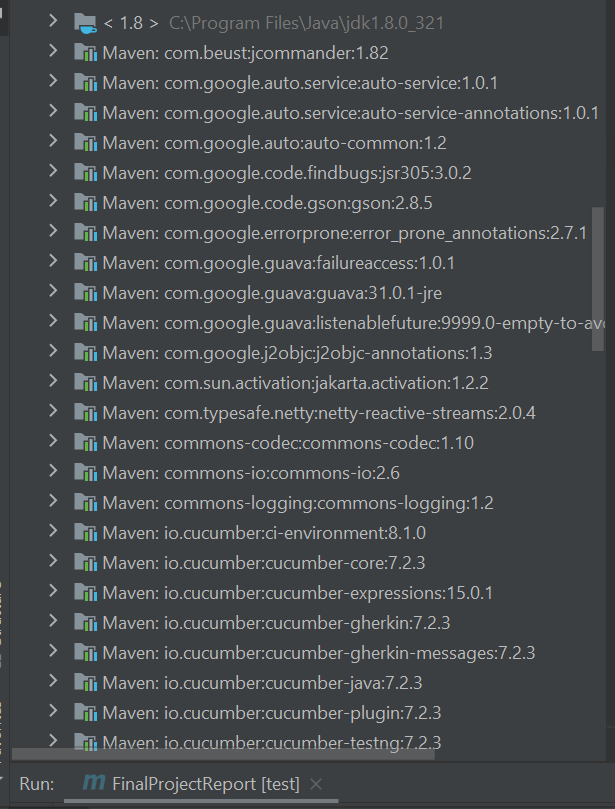 < 1.8 > C:\Program Files\Java\jdk1.8.0_321
Maven: com.beust:jcommander:1.82
Maven: com.google.auto.service:auto-service:1.0.1
Maven: com.google.auto.service:auto-service-annotations:1.0.1
Maven: com.google.auto:auto-common:1.2
Maven: com.google.code.findbugs:jsr305:3.0.2
Maven: com.google.code.gson:gson:2.8.5
Maven: com.google.errorprone:error_prone_annotations:2.7.1
Maven: com.google.guava:failureaccess:1.0.1
Maven: com.google.guava:guava:31.0.1-jre
Maven: com.google.guava:listenablefuture:9999.0-empty-to-avo
Maven: com.google.j2objc:j2objc-annotations:1.3
Maven: com.sun.activation:jakarta.activation:1.2.2
Maven: com.typesafe.netty:netty-reactive-streams:2.0.4
Maven: commons-codec:commons-codec:1.10
Maven: commons-io:commons-io:2.6
Maven: commons-logging:commons-logging:1.2
Maven: io.cucumber:ci-environment:8.1.0
Maven: io.cucumber:cucumber-core:7.2.3
Maven: io.cucumber:cucumber-expressions:15.0.1
Maven: io.cucumber:cucumber-gherkin:7.2.3
Maven: io.cucumber:cucumber-gherkin-messages:7.2.3
Maven: io.cucumber:cucumber-java:7.2.3
Maven: io.cucumber:cucumber-plugin:7.2.3
Maven: io.cucumber:cucumber-testng:7.2.3
Run: m FinalProjectReport [test]